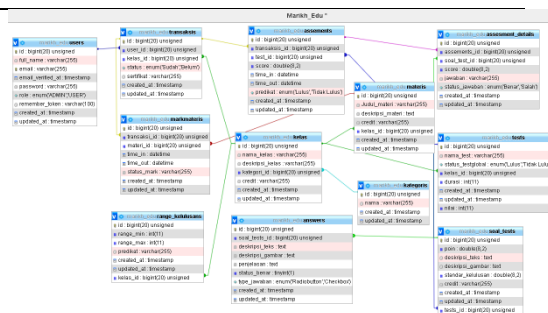 Marikh_Edu
users
id : bigint(20) unsigned
full_name : varchar(255)
email : varchar(255)
email_verified_at : timestamp
password : varchar(255)
role : enum('ADMIN','USER')
remember_token : varchar(100)
created_at : timestamp
updated_at : timestamp
transaksis
id : bigint(20) unsigned
user_id : bigint(20) unsigned
kelas_id : bigint(20) unsigned
status : enum('Sudah','Belum')
sertifikat : varchar(255)
created_at : timestamp
updated_at : timestamp
assements
id : bigint(20) unsigned
transaksis_id : bigint(20) unsigned
test_id : bigint(20) unsigned
score : double(8,2)
time_in : datetime
time_out : datetime
predikat : enum('Lulus','Tidak Lulus')
created_at : timestamp
updated_at : timestamp
assement_details
id : bigint(20) unsigned
assements_id : bigint(20) unsigned
soal_test_id : bigint(20) unsigned
score : double(8,2)
jawaban : varchar(255)
status_jawaban : enum('Benar','Salah')
created_at : timestamp
updated_at : timestamp
materis
id : bigint(20) unsigned
Judul_materi : varchar(255)
deskripsi_materi : text
credit : varchar(255)
kelas_id : bigint(20) unsigned
created_at : timestamp
updated_at : timestamp
markmateris
id : bigint(20) unsigned
transaksi_id : bigint(20) unsigned
materi_id : bigint(20) unsigned
time_in : datetime
time_out : datetime
status_mark : varchar(255)
created_at : timestamp
updated_at : timestamp
kelas
id : bigint(20) unsigned
nama_kelas : varchar(255)
deskripsi_kelas : varchar(255)
kategori_id : bigint(20) unsigned
credit : varchar(255)
created_at : timestamp
updated_at : timestamp
tests
id : bigint(20) unsigned
nama_test : varchar(255)
status_testglobal : enum('Lulus','Tidak Lulus
kelas_id : bigint(20) unsigned
durasi : int(11)
created_at : timestamp
updated_at : timestamp
nilai : int(11)
kategoris
id : bigint(20) unsigned
nama : varchar(255)
created_at : timestamp
updated_at : timestamp
range_kelulusans
id : bigint(20) unsigned
range_min : int(11)
range_max : int(11)
predikat : varchar(255)
created_at : timestamp
updated_at : timestamp
kelas_id : bigint(20) unsigned
answers
id : bigint(20) unsigned
soal_tests_id : bigint(20) unsigned
deskripsi_teks : text
deskripsi_gambar : text
penjelasan : text
status_benar : tinyint(1)
type_jawaban : enum('Radiobutton','Checkbox')
created_at : timestamp
updated_at : timestamp
soal_tests
id : bigint(20) unsigned
poin : double(8,2)
deskripsi_teks : text
deskripsi_gambar : text
standar_kelulusan : double(8,2)
credit : varchar(255)
created_at : timestamp
updated_at : timestamp
tests_id : bigint(20) unsigned